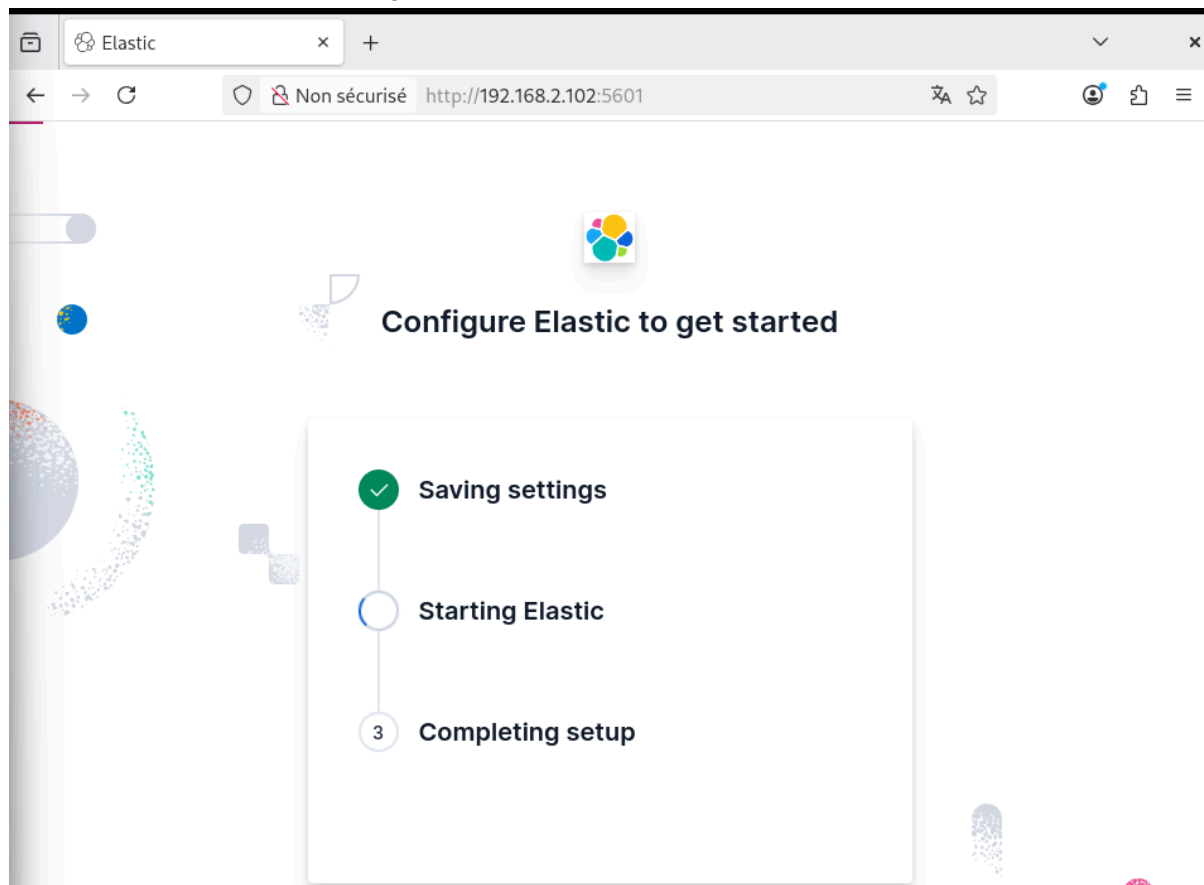 Elastic
Non sécurisé http://192.168.2.102:5601
Configure Elastic to get started
Saving settings
Starting Elastic
3 Completing setup